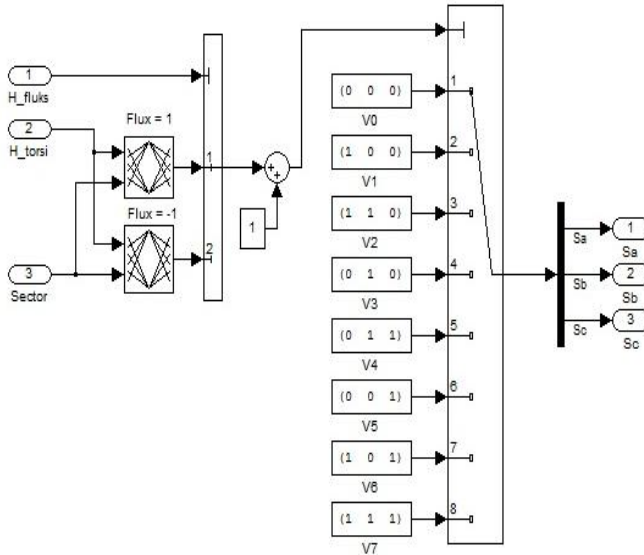 1
H_fluks
2
H_torsi
3
Sector
Flux = 1
Flux = -1
1
2
1
+
+
1
2
3
4
5
6
7
8
(0 0 0)
V0
(1 0 0)
V1
(1 1 0)
V2
(0 1 0)
V3
(0 1 1)
V4
(0 0 1)
V5
(1 0 1)
V6
(1 1 1)
V7
Sa
Sb
Sc
1
Sa
2
Sb
3
Sc